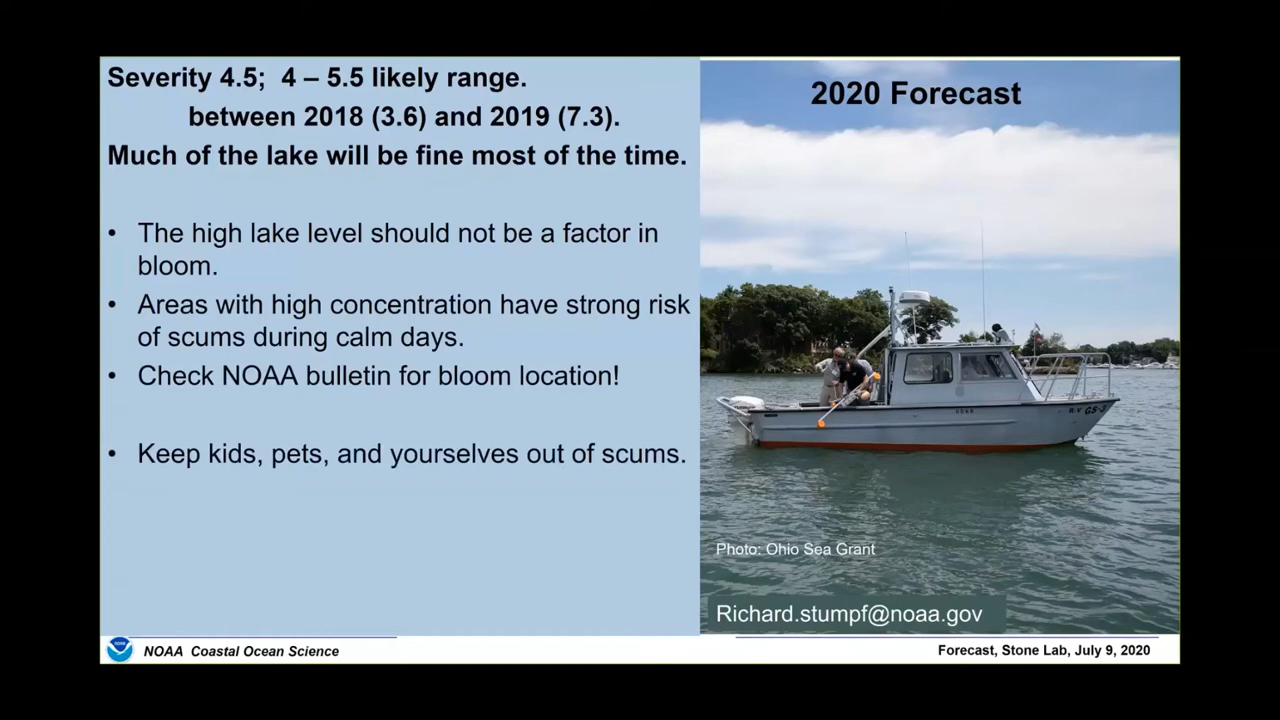 Severity 4.5; 4 – 5.5 likely range.
between 2018 (3.6) and 2019 (7.3).
Much of the lake will be fine most of the time.
• The high lake level should not be a factor in
bloom.
• Areas with high concentration have strong risk
of scums during calm days.
• Check NOAA bulletin for bloom location!
• Keep kids, pets, and yourselves out of scums.
2020 Forecast
R/V GS-3
Photo: Ohio Sea Grant
Richard.stumpf@noaa.gov
NOAA Coastal Ocean Science
Forecast, Stone Lab, July 9, 2020